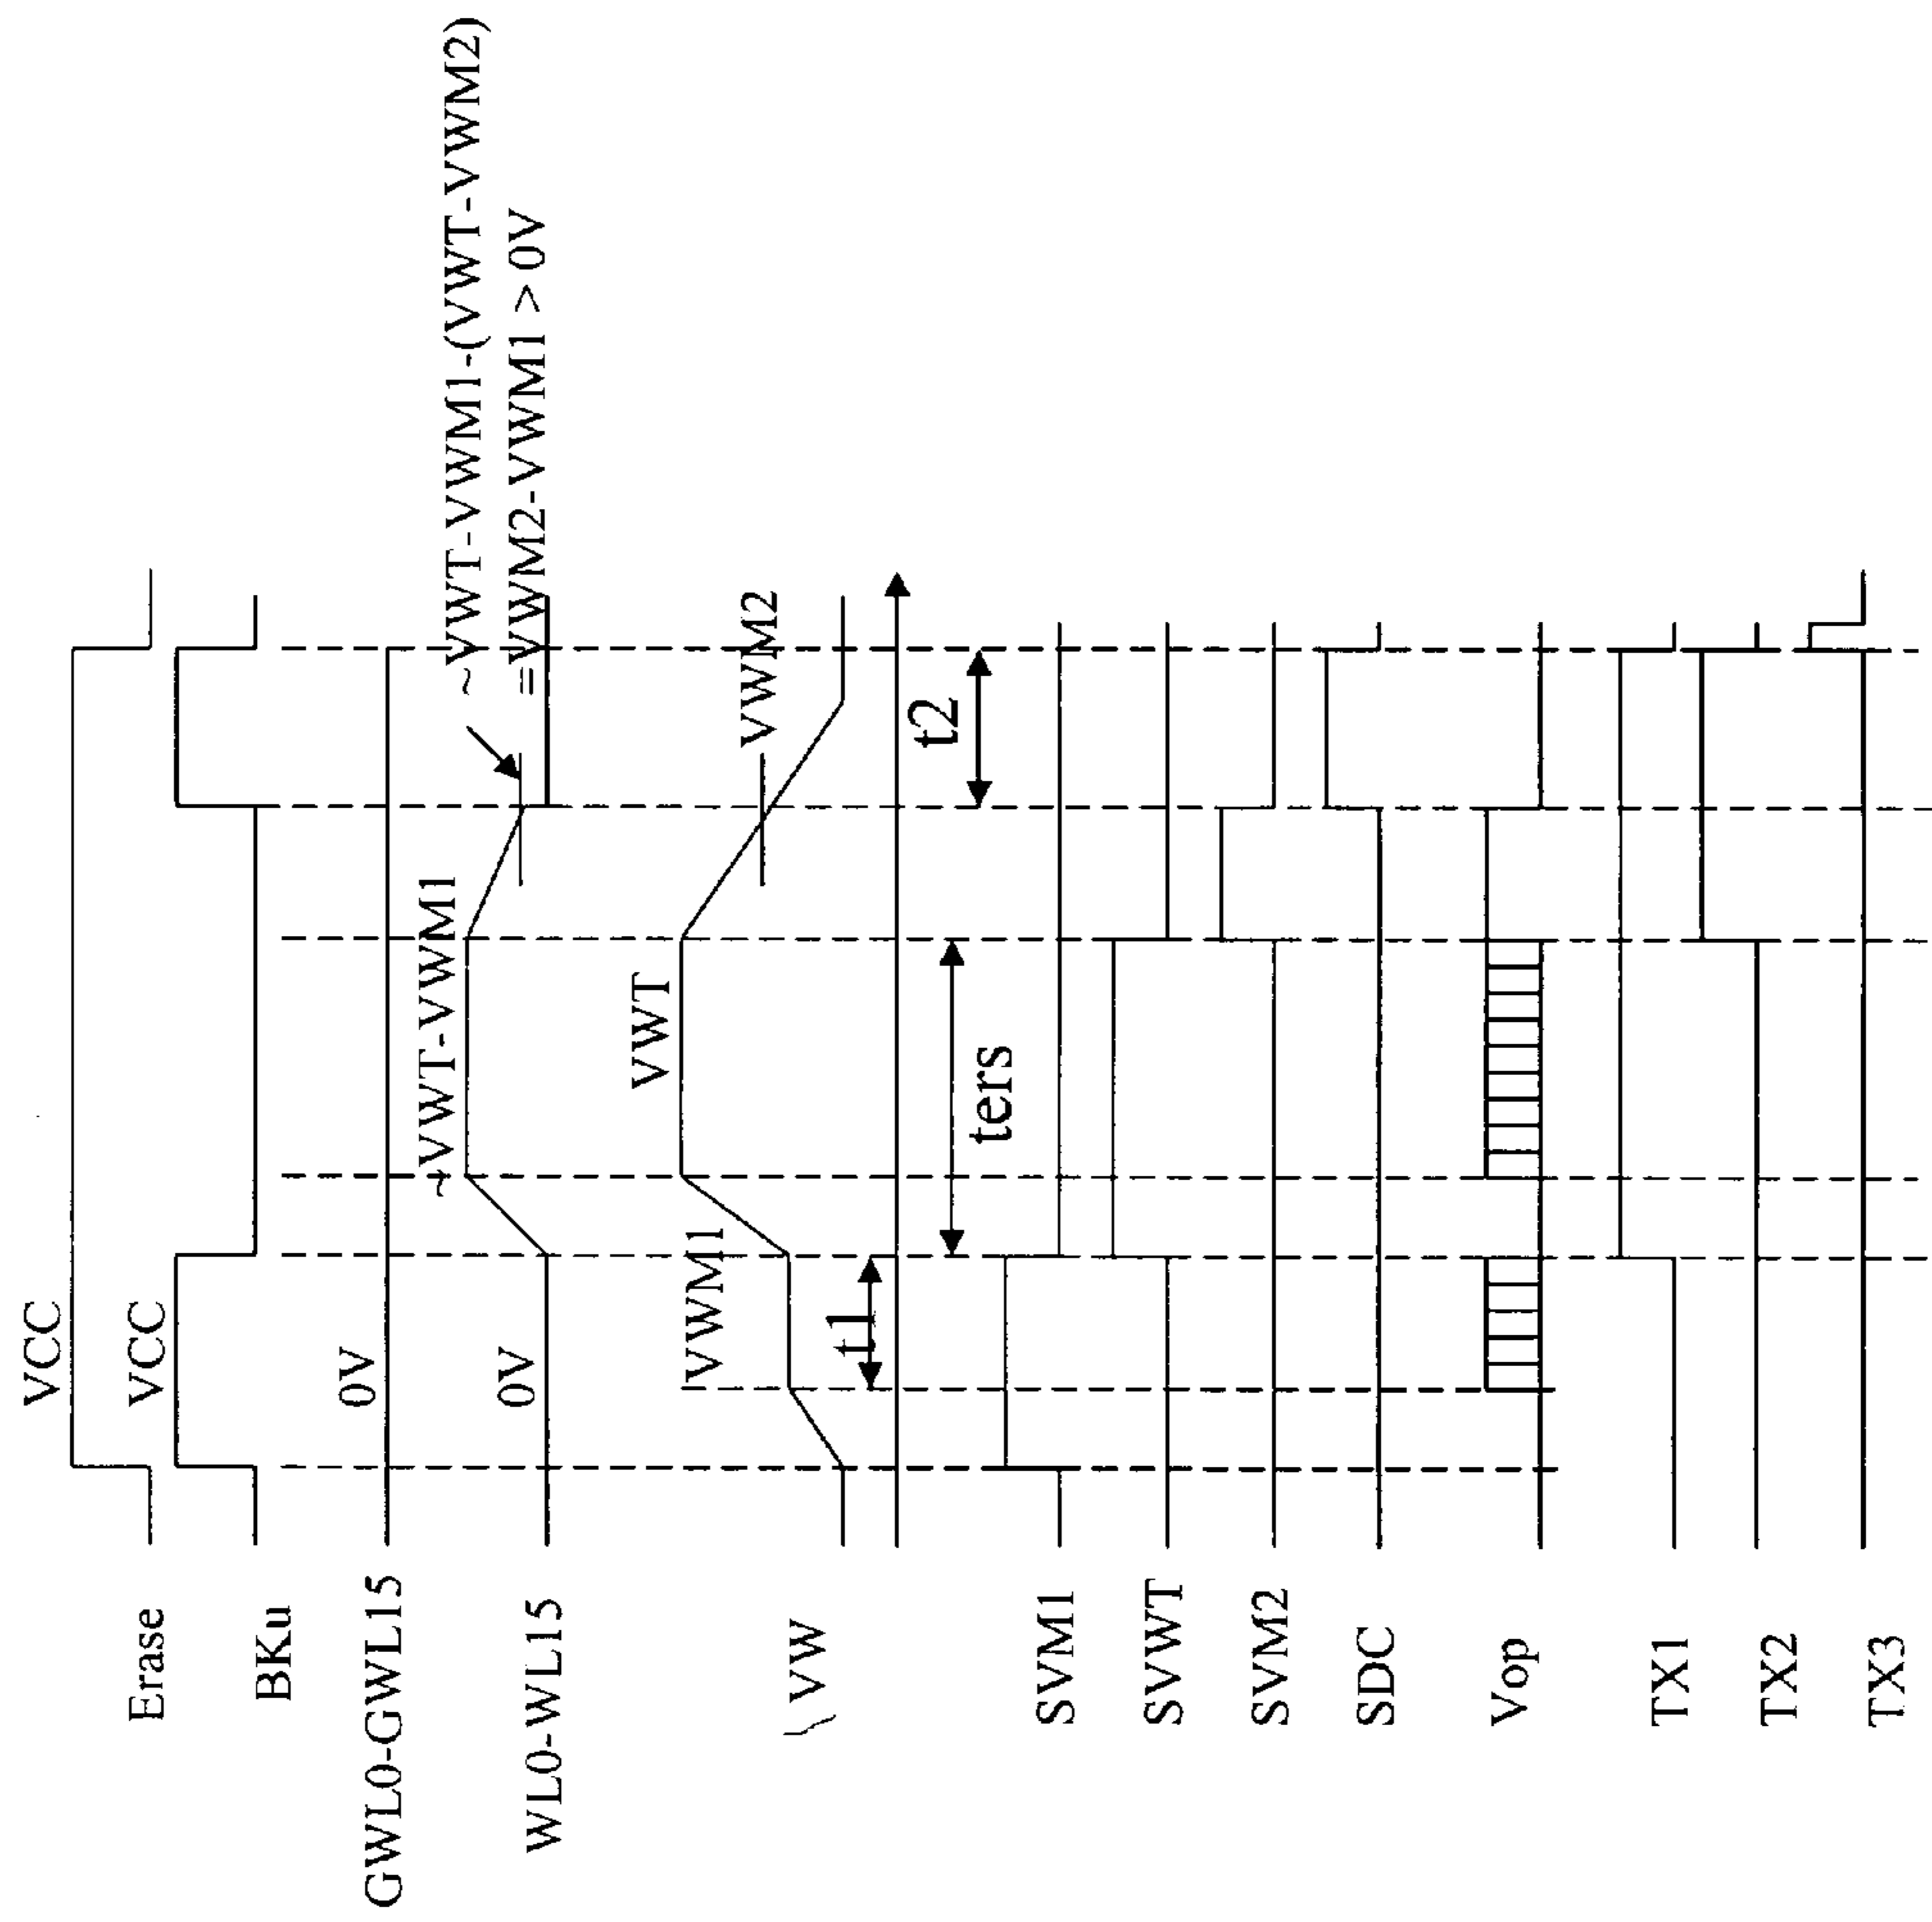 Erase VCC
BKu VCC
GWL0-GWL15 0V
WL0-WL15 0V ~VWT-VWM1 ~VWT-VWM1-(VWT-VWM2)
=VWM2-VWM1 > 0V
VW VWM1 VWT VWM2
t1 ters t2
SVM1
SVWT
SVM2
SDC
Vop
TX1
TX2
TX3